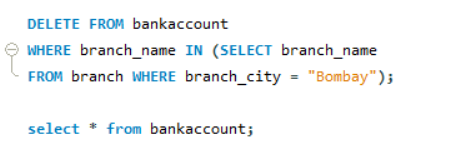 DELETE FROM bankaccount
WHERE branch_name IN (SELECT branch_name
FROM branch WHERE branch_city = "Bombay");
select * from bankaccount;